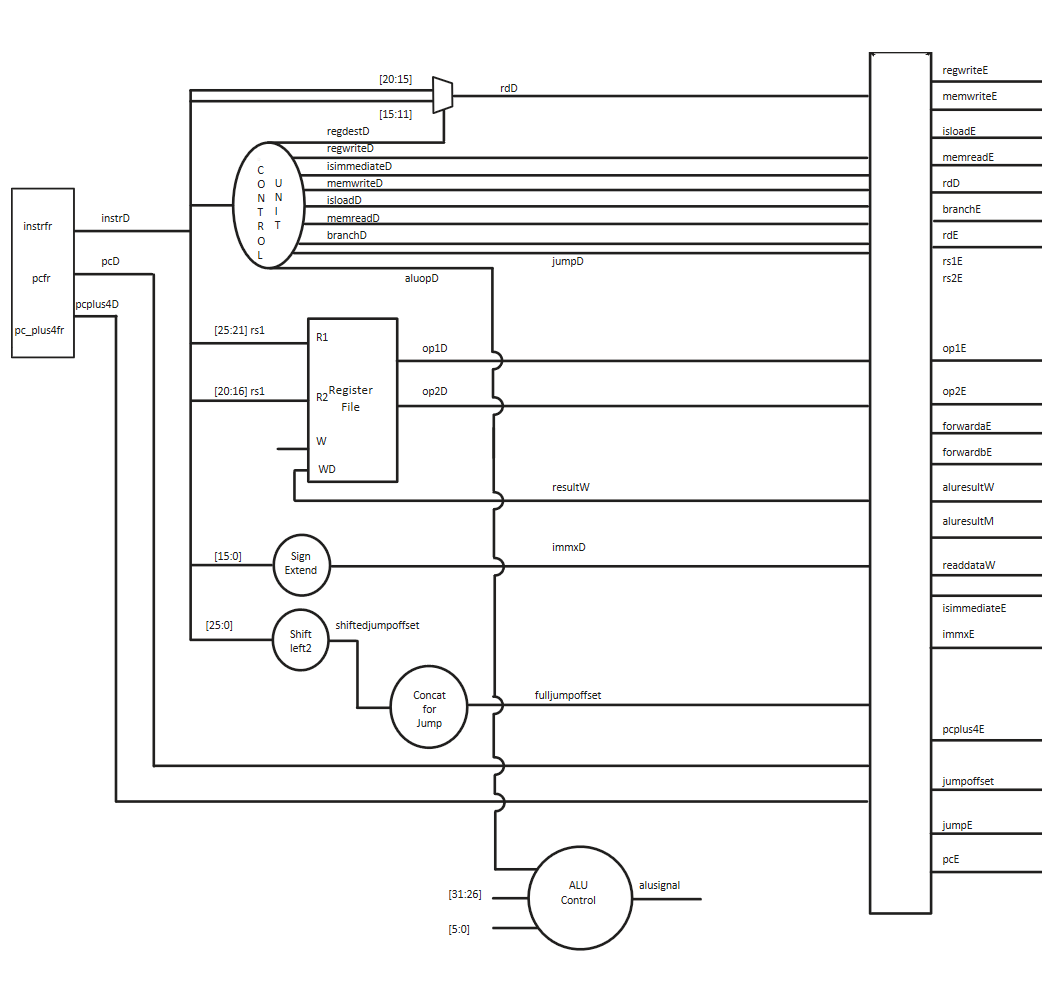 [20:15]
rdD
[15:11]
regdestD
regwriteD
isimmediateD
memwriteD
isloadD
memreadD
branchD
jumpD
aluopD
CONTROL
UNIT
instrfr
pcfr
pc_plus4fr
instrD
pcD
pcplus4D
[25:21] rs1
[20:16] rs1
R1
R2
Register
File
W
WD
op1D
op2D
resultW
[15:0]
Sign
Extend
immxD
[25:0]
Shift
left2
shiftedjumpoffset
Concat
for
Jump
fulljumpoffset
[31:26]
[5:0]
ALU
Control
alusignal
regwriteE
memwriteE
isloadE
memreadE
rdD
branchE
rdE
rs1E
rs2E
op1E
op2E
forwardaE
forwardbE
aluresultW
aluresultM
readdataW
isimmediateE
immxE
pcplus4E
jumpoffset
jumpE
pcE